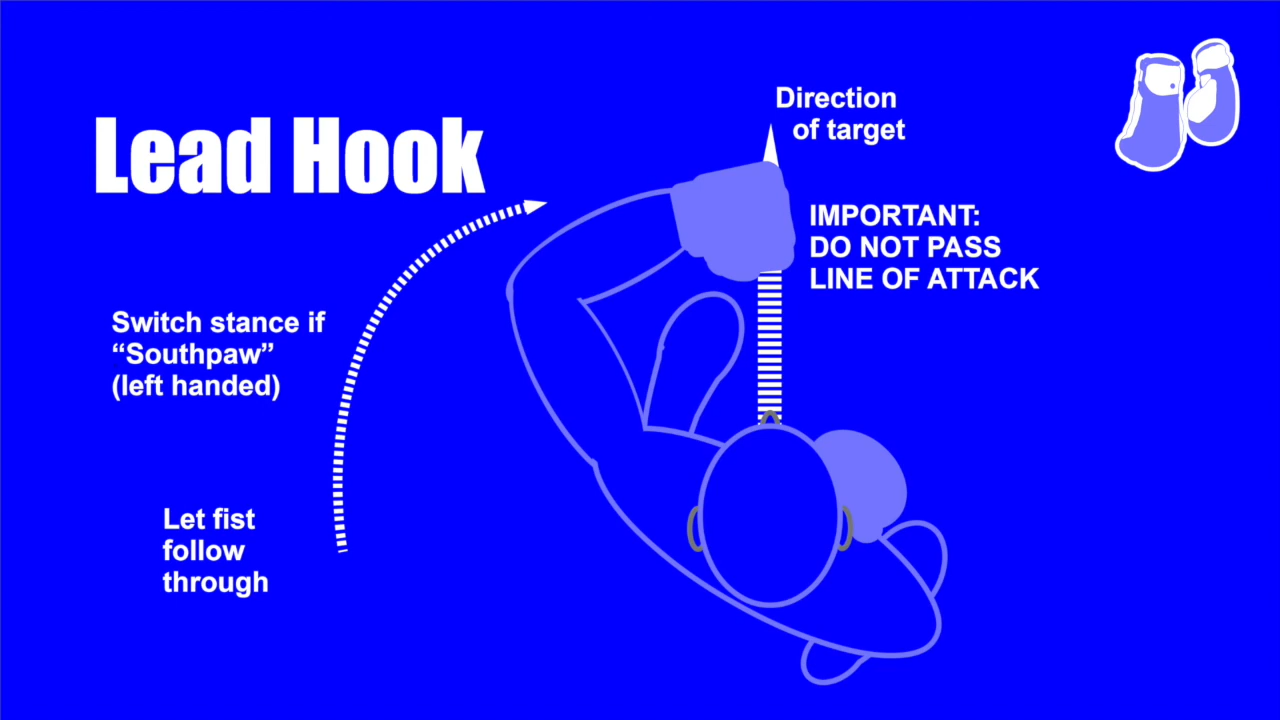 Lead Hook
Direction
of target
IMPORTANT:
DO NOT PASS
LINE OF ATTACK
Switch stance if
“Southpaw”
(left handed)
Let fist
follow
through